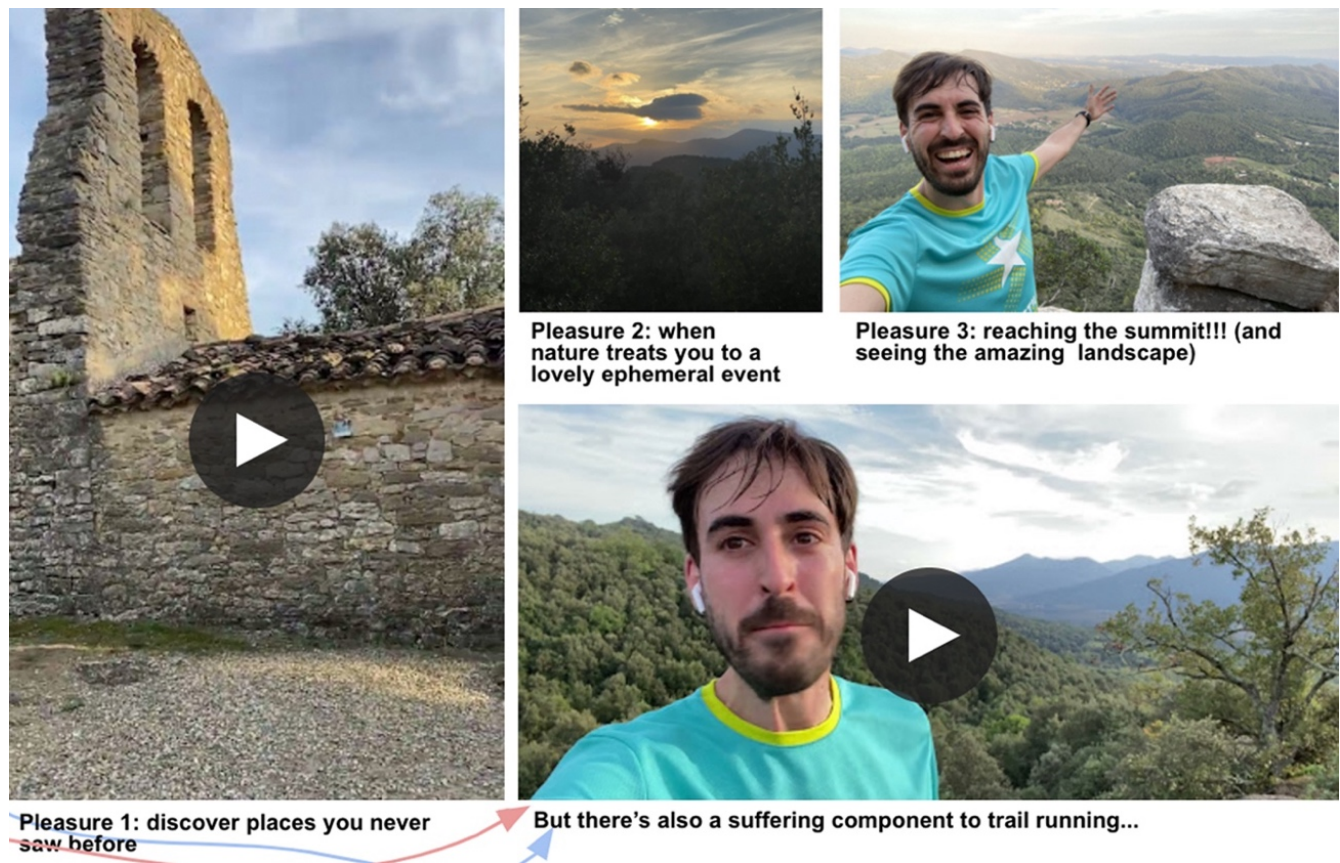 Pleasure 2: when
nature treats you to a
lovely ephemeral event
Pleasure 3: reaching the summit!!! (and
seeing the amazing landscape)
Pleasure 1: discover places you never
saw before
But there's also a suffering component to trail running...